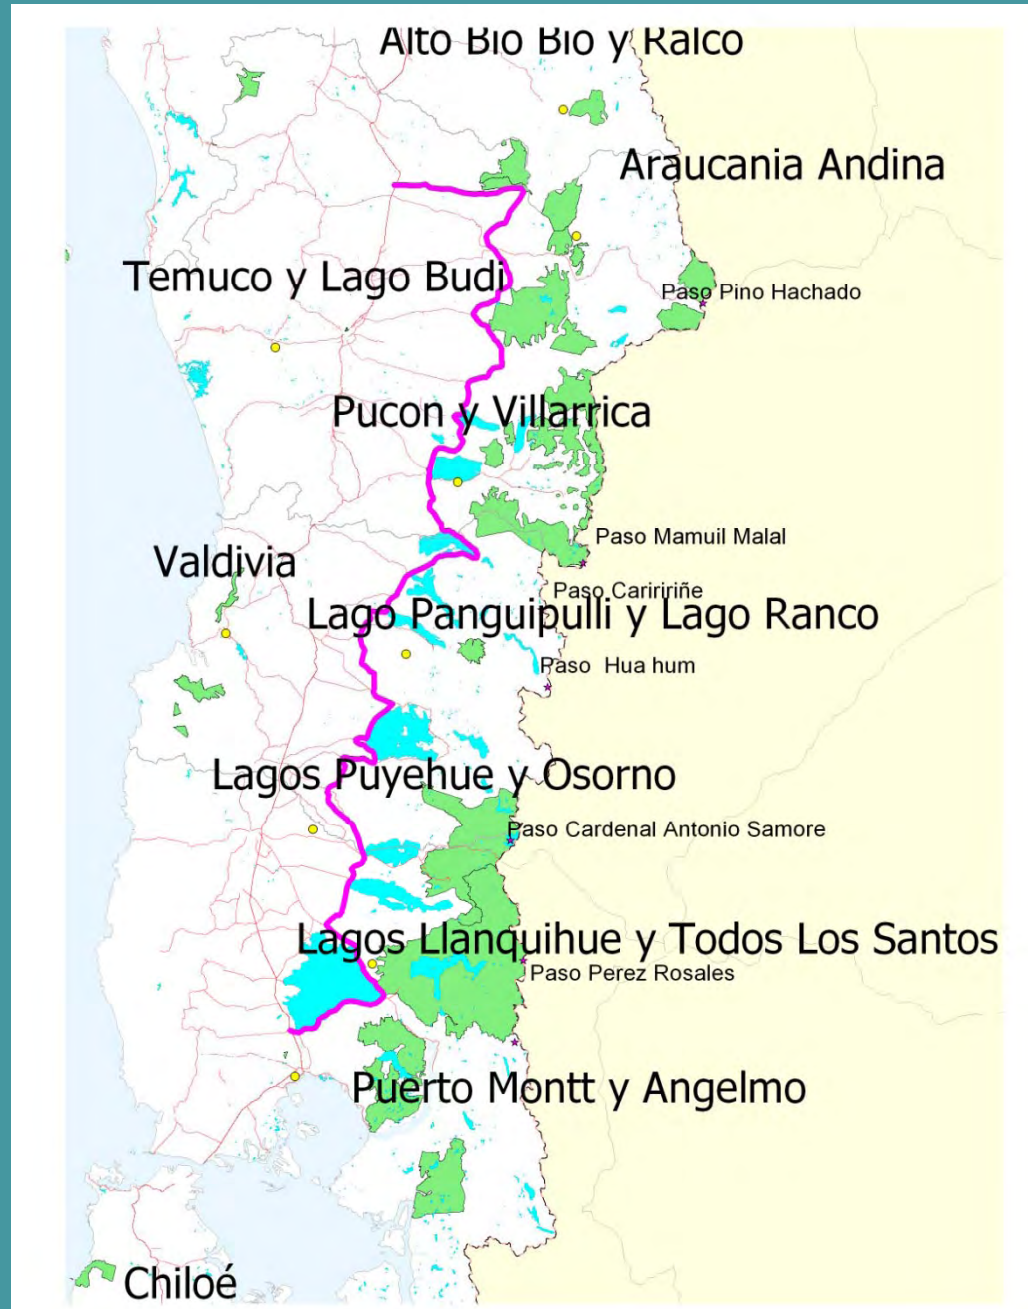 Alto Bio Bio y Ralco
Araucania Andina
Temuco y Lago Budi
Paso Pino Hachado
Pucon y Villarrica
Paso Mamuil Malal
Valdivia
Paso Cariririñe
Lago Panguipulli y Lago Ranco
Paso Hua hum
Lagos Puyehue y Osorno
Paso Cardenal Antonio Samore
Lagos Llanquihue y Todos Los Santos
Paso Perez Rosales
Puerto Montt y Angelmo
Chiloé